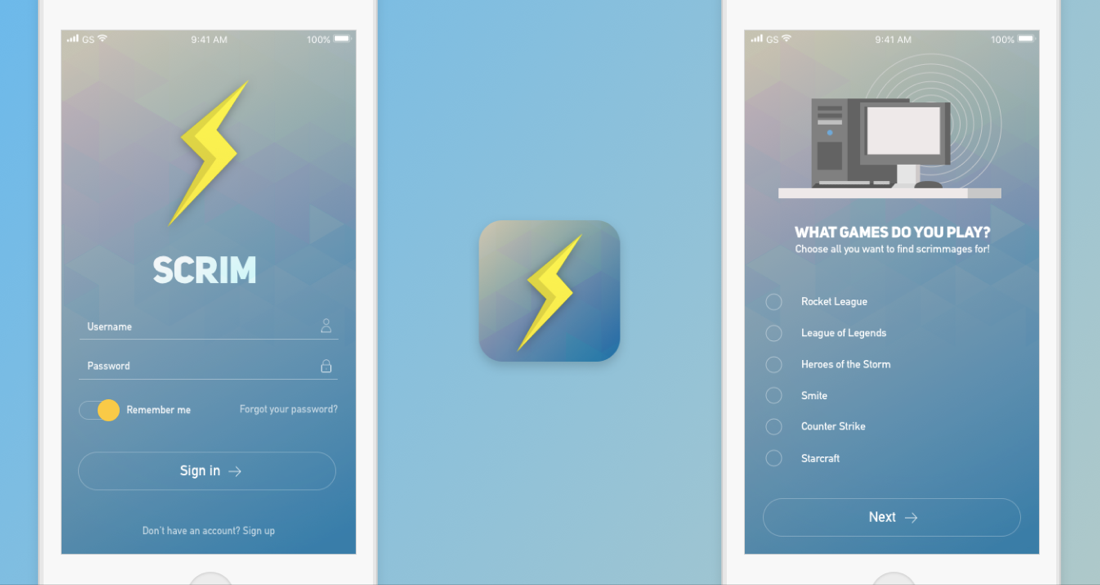 GS 9:41 AM 100%
SCRIM
Username
Password
Remember me Forgot your password?
Sign in
Don't have an account? Sign up
GS 9:41 AM 100%
WHAT GAMES DO YOU PLAY?
Choose all you want to find scrimmages for!
Rocket League
League of Legends
Heroes of the Storm
Smite
Counter Strike
Starcraft
Next